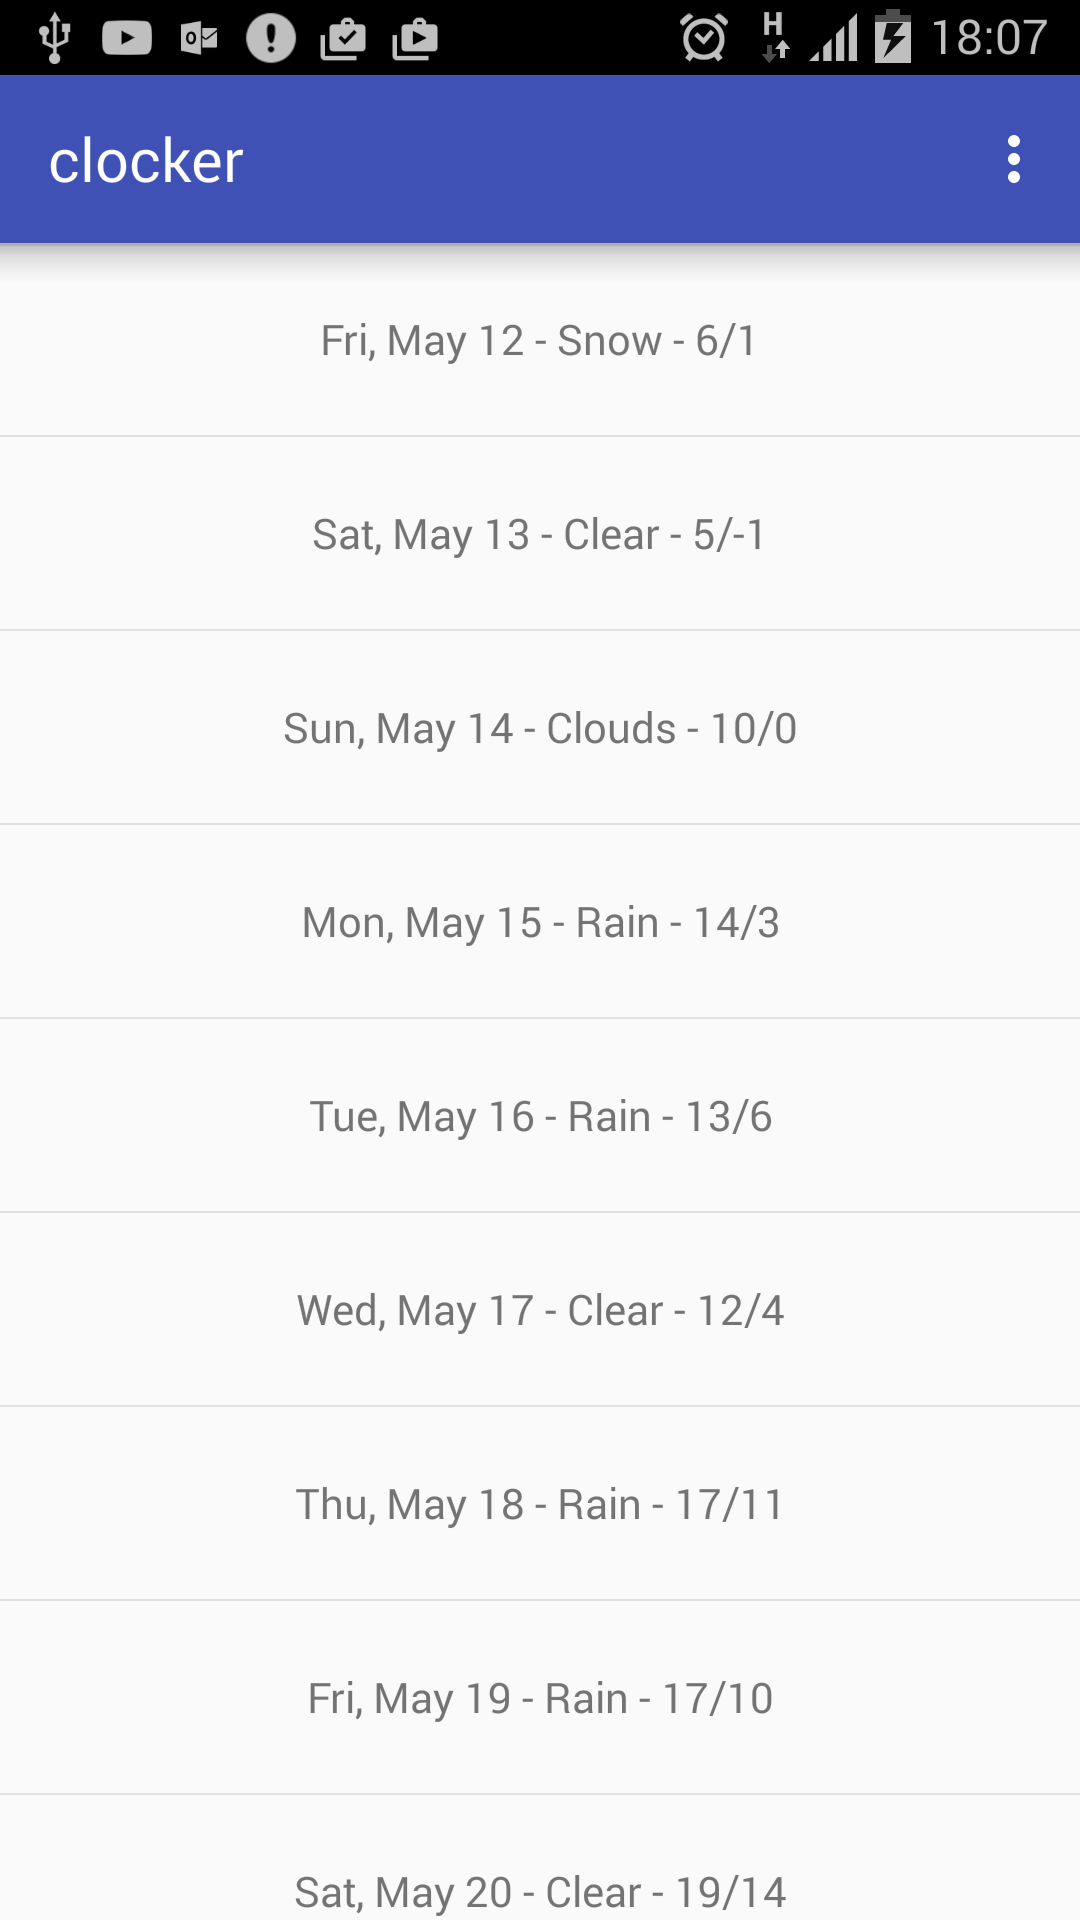 H 18:07
clocker
Fri, May 12 - Snow - 6/1
Sat, May 13 - Clear - 5/-1
Sun, May 14 - Clouds - 10/0
Mon, May 15 - Rain - 14/3
Tue, May 16 - Rain - 13/6
Wed, May 17 - Clear - 12/4
Thu, May 18 - Rain - 17/11
Fri, May 19 - Rain - 17/10
Sat, May 20 - Clear - 19/14